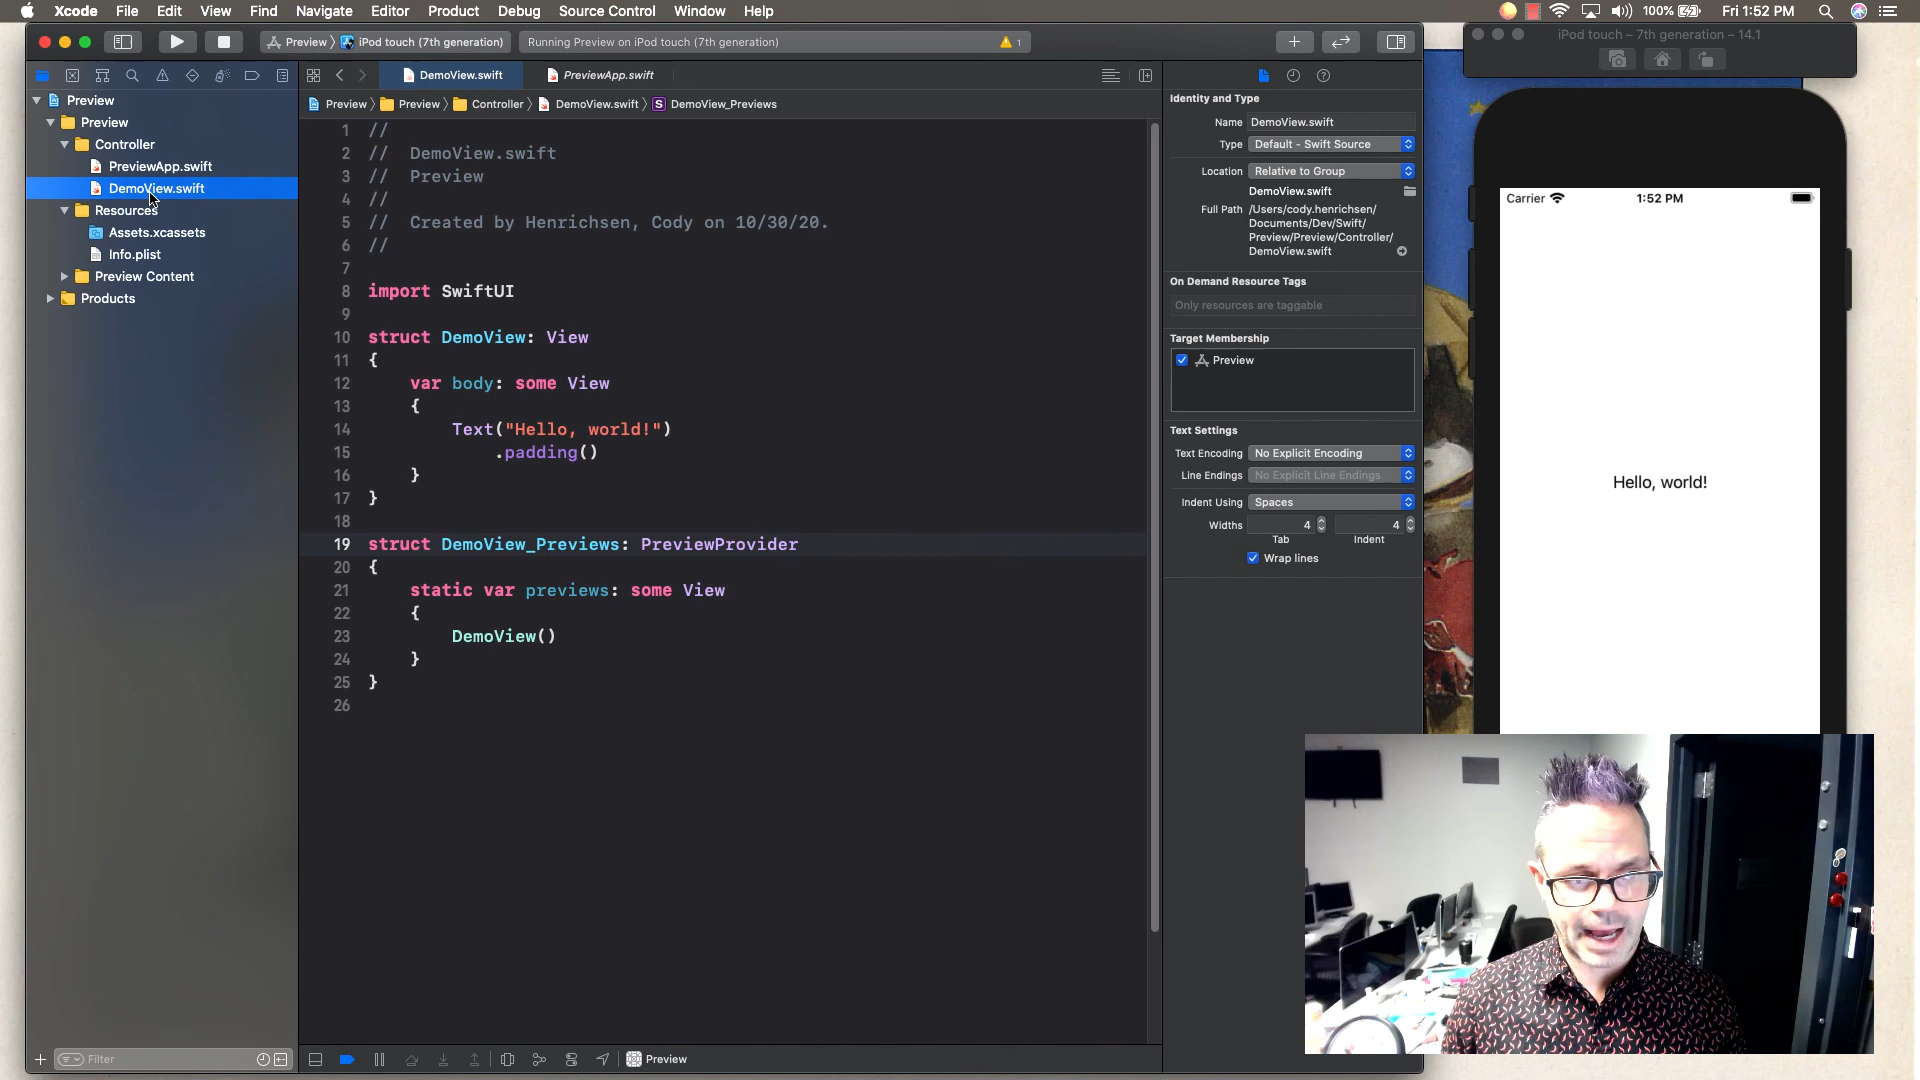 Xcode File Edit View Find Navigate Editor Product Debug Source Control Window Help
100% Fri 1:52 PM
Preview iPod touch (7th generation)
Running Preview on iPod touch (7th generation) 1
iPod touch – 7th generation – 14.1
DemoView.swift PreviewApp.swift
Preview Preview Controller DemoView.swift S DemoView_Previews
Preview
Preview
Controller
PreviewApp.swift
DemoView.swift
Resources
Assets.xcassets
Info.plist
Preview Content
Products
Filter
1 //
2 // DemoView.swift
3 // Preview
4 //
5 // Created by Henrichsen, Cody on 10/30/20.
6 //
7
8 import SwiftUI
9
10 struct DemoView: View
11 {
12 var body: some View
13 {
14 Text("Hello, world!")
15 .padding()
16 }
17 }
18
19 struct DemoView_Previews: PreviewProvider
20 {
21 static var previews: some View
22 {
23 DemoView()
24 }
25 }
26
Preview
Identity and Type
Name DemoView.swift
Type Default - Swift Source
Location Relative to Group
DemoView.swift
Full Path /Users/cody.henrichsen/
Documents/Dev/Swift/
Preview/Preview/Controller/
DemoView.swift
On Demand Resource Tags
Only resources are taggable
Target Membership
Preview
Text Settings
Text Encoding No Explicit Encoding
Line Endings No Explicit Line Endings
Indent Using Spaces
Widths 4 4
Tab Indent
Wrap lines
Carrier 1:52 PM
Hello, world!